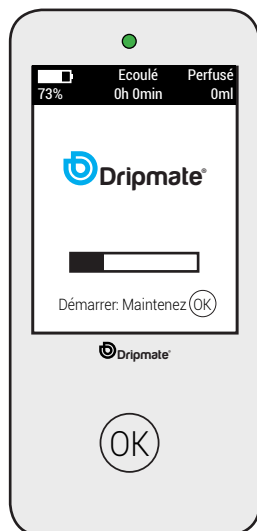 Ecoulé Perfusé
73% 0h 0min 0ml
Dripmate®
Démarrer: Maintenez OK
Dripmate®
OK